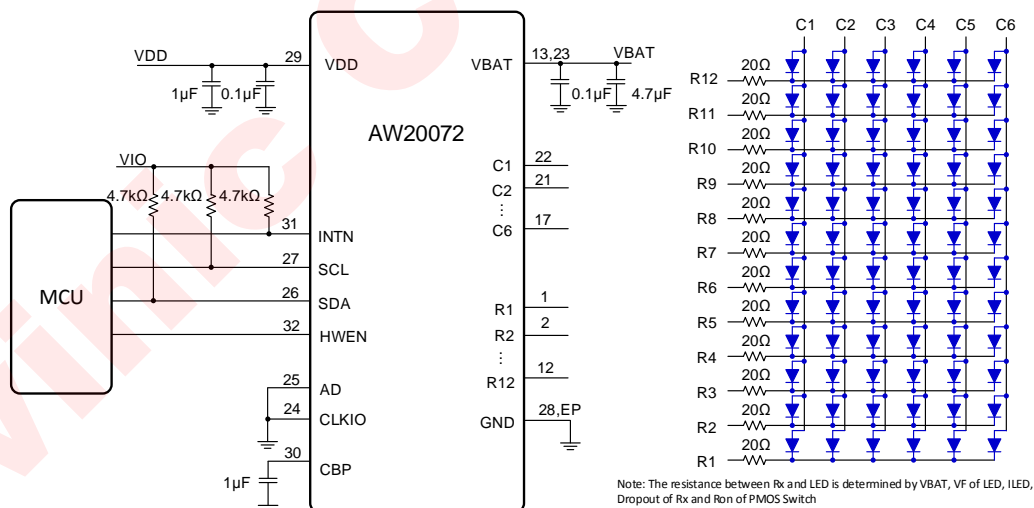 C1 C2 C3 C4 C5 C6
VDD 29 VDD VBAT 13,23 VBAT
1µF 0.1µF 0.1µF 4.7µF
AW20072
VIO
4.7kΩ 4.7kΩ 4.7kΩ
C1 22
C2 21
⋮
C6 17
MCU
31 INTN
27 SCL
26 SDA
32 HWEN
25 AD
24 CLKIO
30 CBP
1µF
R1 1
R2 2
⋮
R12 12
GND 28,EP
20Ω
R12
20Ω
R11
20Ω
R10
20Ω
R9
20Ω
R8
20Ω
R7
20Ω
R6
20Ω
R5
20Ω
R4
20Ω
R3
20Ω
R2
20Ω
R1
Note: The resistance between Rx and LED is determined by VBAT, VF of LED, ILED,
Dropout of Rx and Ron of PMOS Switch
vinic